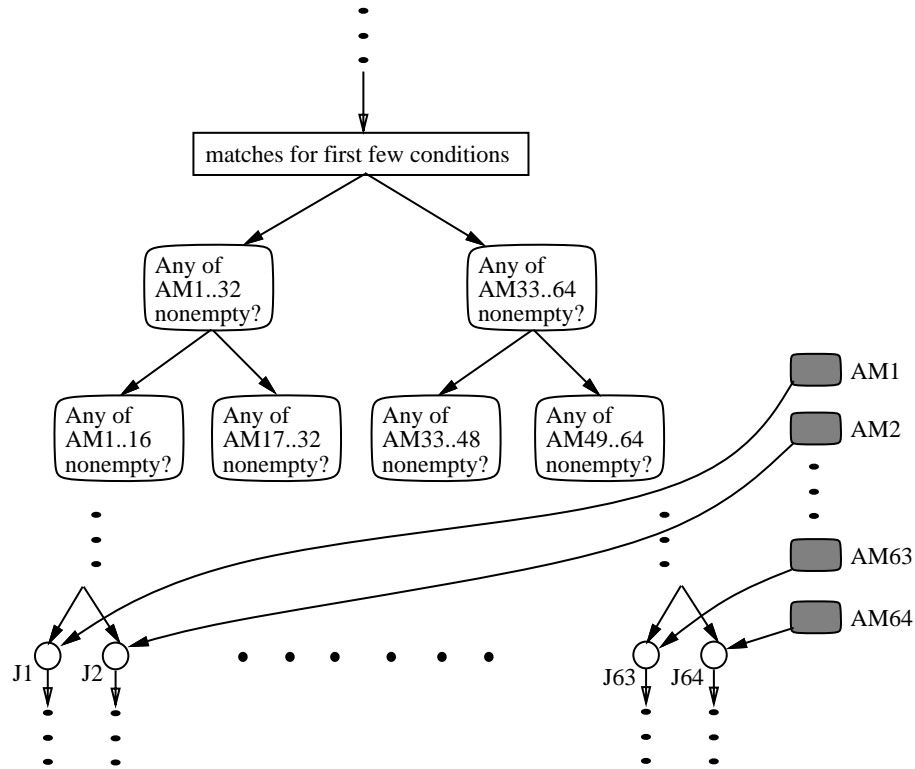 matches for first few conditions
Any of
AM1..32
nonempty?
Any of
AM33..64
nonempty?
Any of
AM1..16
nonempty?
Any of
AM17..32
nonempty?
Any of
AM33..48
nonempty?
Any of
AM49..64
nonempty?
AM1
AM2
AM63
AM64
J1
J2
J63
J64